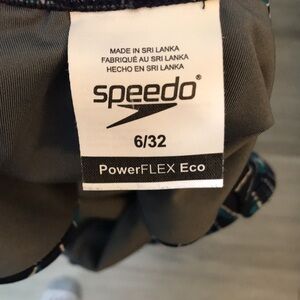 MADE IN SRI LANKA
FABRIQUÉ AU SRI LANKA
HECHO EN SRI LANKA
speedo®
6/32
PowerFLEX Eco